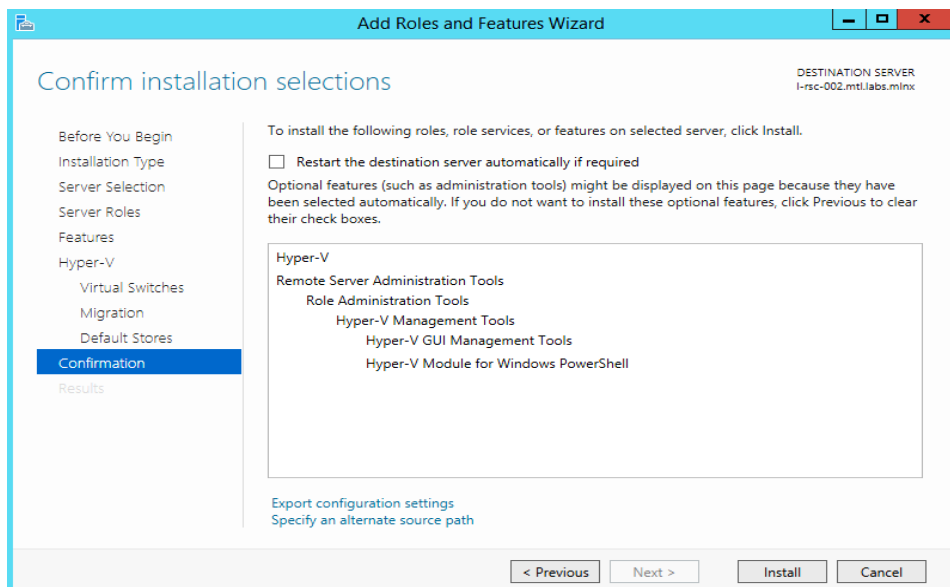 Add Roles and Features Wizard
Confirm installation selections
DESTINATION SERVER
l-rsc-002.mtl.labs.mlnx
Before You Begin
Installation Type
Server Selection
Server Roles
Features
Hyper-V
Virtual Switches
Migration
Default Stores
Confirmation
Results
To install the following roles, role services, or features on selected server, click Install.
Restart the destination server automatically if required
Optional features (such as administration tools) might be displayed on this page because they have
been selected automatically. If you do not want to install these optional features, click Previous to clear
their check boxes.
Hyper-V
Remote Server Administration Tools
Role Administration Tools
Hyper-V Management Tools
Hyper-V GUI Management Tools
Hyper-V Module for Windows PowerShell
Export configuration settings
Specify an alternate source path
< Previous
Next >
Install
Cancel